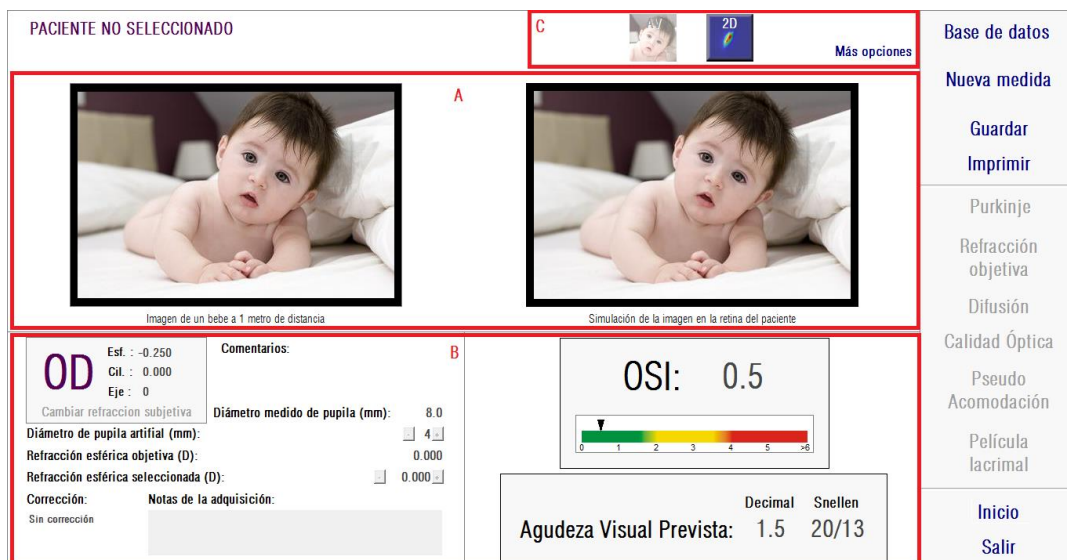 PACIENTE NO SELECCIONADO
C
AV
2D
Más opciones
A
Imagen de un bebe a 1 metro de distancia
Simulación de la imagen en la retina del paciente
B
OD
Esf. : -0.250
Cil. : 0.000
Eje : 0
Cambiar refraccion subjetiva
Comentarios:
Diámetro medido de pupila (mm): 8.0
Diámetro de pupila artifial (mm): - 4 +
Refracción esférica objetiva (D): 0.000
Refracción esférica seleccionada (D): - 0.000 +
Corrección: Notas de la adquisición:
Sin corrección
OSI: 0.5
0 1 2 3 4 5 >6
Decimal Snellen
Agudeza Visual Prevista: 1.5 20/13
Base de datos
Nueva medida
Guardar
Imprimir
Purkinje
Refracción
objetiva
Difusión
Calidad Óptica
Pseudo
Acomodación
Película
lacrimal
Inicio
Salir